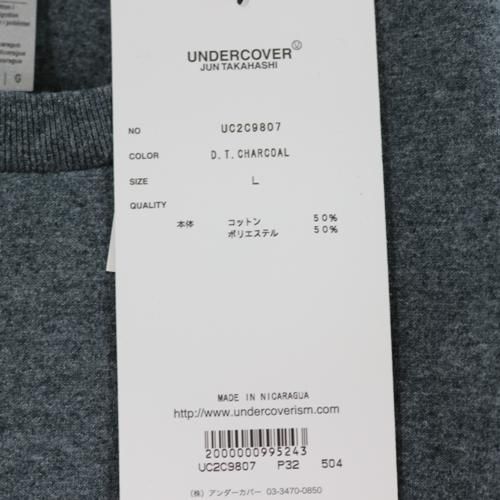 UNDERCOVER
JUN TAKAHASHI
NO UC2C9807
COLOR D.T.CHARCOAL
SIZE L
QUALITY
本体 コットン 50%
ポリエステル 50%
MADE IN NICARAGUA
http://www.undercoverism.com
2000000995243
UC2C9807 P32 504
(株) アンダーカバー 03-3470-0850
G